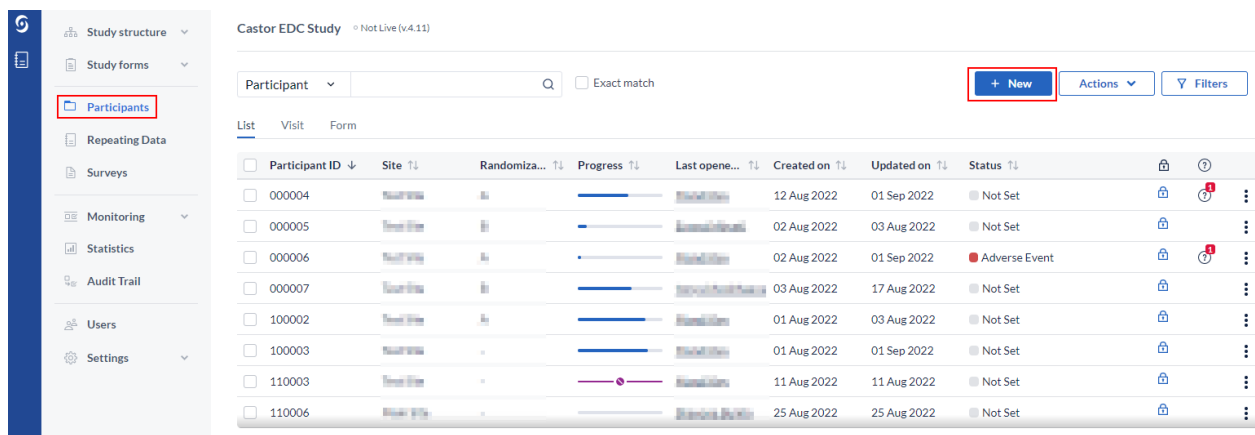 Castor EDC Study Not Live (v.4.11)
Study structure
Study forms
Participants
Repeating Data
Surveys
Monitoring
Statistics
Audit Trail
Users
Settings
Participant Exact match + New Actions Filters
List Visit Form
Participant ID Site Randomiza... Progress Last opene... Created on Updated on Status
000004 12 Aug 2022 01 Sep 2022 Not Set 1
000005 02 Aug 2022 03 Aug 2022 Not Set
000006 02 Aug 2022 01 Sep 2022 Adverse Event 1
000007 03 Aug 2022 17 Aug 2022 Not Set
100002 01 Aug 2022 03 Aug 2022 Not Set
100003 01 Aug 2022 01 Sep 2022 Not Set
110003 11 Aug 2022 11 Aug 2022 Not Set
110006 25 Aug 2022 25 Aug 2022 Not Set